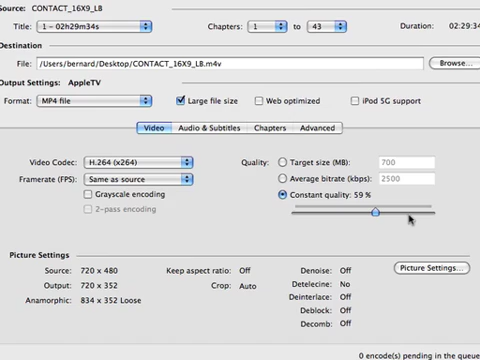 Source: CONTACT_16X9_LB
Title: 1 - 02h29m34s Chapters: 1 to 43 Duration: 02:29:34
Destination
File: /Users/bernard/Desktop/CONTACT_16X9_LB.m4v Browse...
Output Settings: AppleTV
Format: MP4 file Large file size Web optimized iPod 5G support
Video Audio & Subtitles Chapters Advanced
Video Codec: H.264 (x264) Quality: Target size (MB): 700
Framerate (FPS): Same as source Average bitrate (kbps): 2500
Grayscale encoding Constant quality: 59 %
2-pass encoding
Picture Settings
Source: 720 x 480 Keep aspect ratio: Off Denoise: Off Picture Settings...
Output: 720 x 352 Crop: Auto Detelecine: No
Anamorphic: 834 x 352 Loose Deinterlace: Off
Deblock: Off
Decomb: Off
0 encode(s) pending in the queue